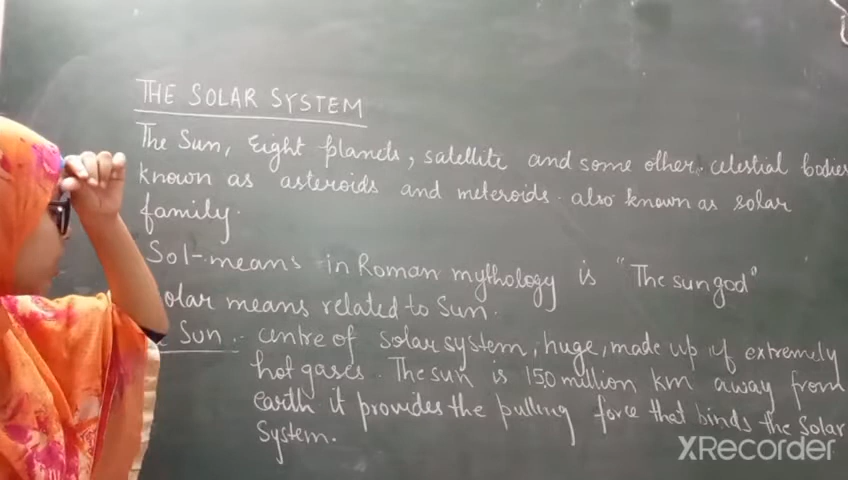 THE SOLAR SYSTEM
The Sun, Eight planets, satellite and some other celestial bodies
known as asteroids and meteroids. also known as solar
family.
Sol-means in Roman mythology is "The sun god"
olar means related to Sun.
Sun:- centre of solar system, huge, made up of extremely
hot gases. The sun is 150 million km away from
earth it provides the pulling force that binds the solar
System.
XRecorder